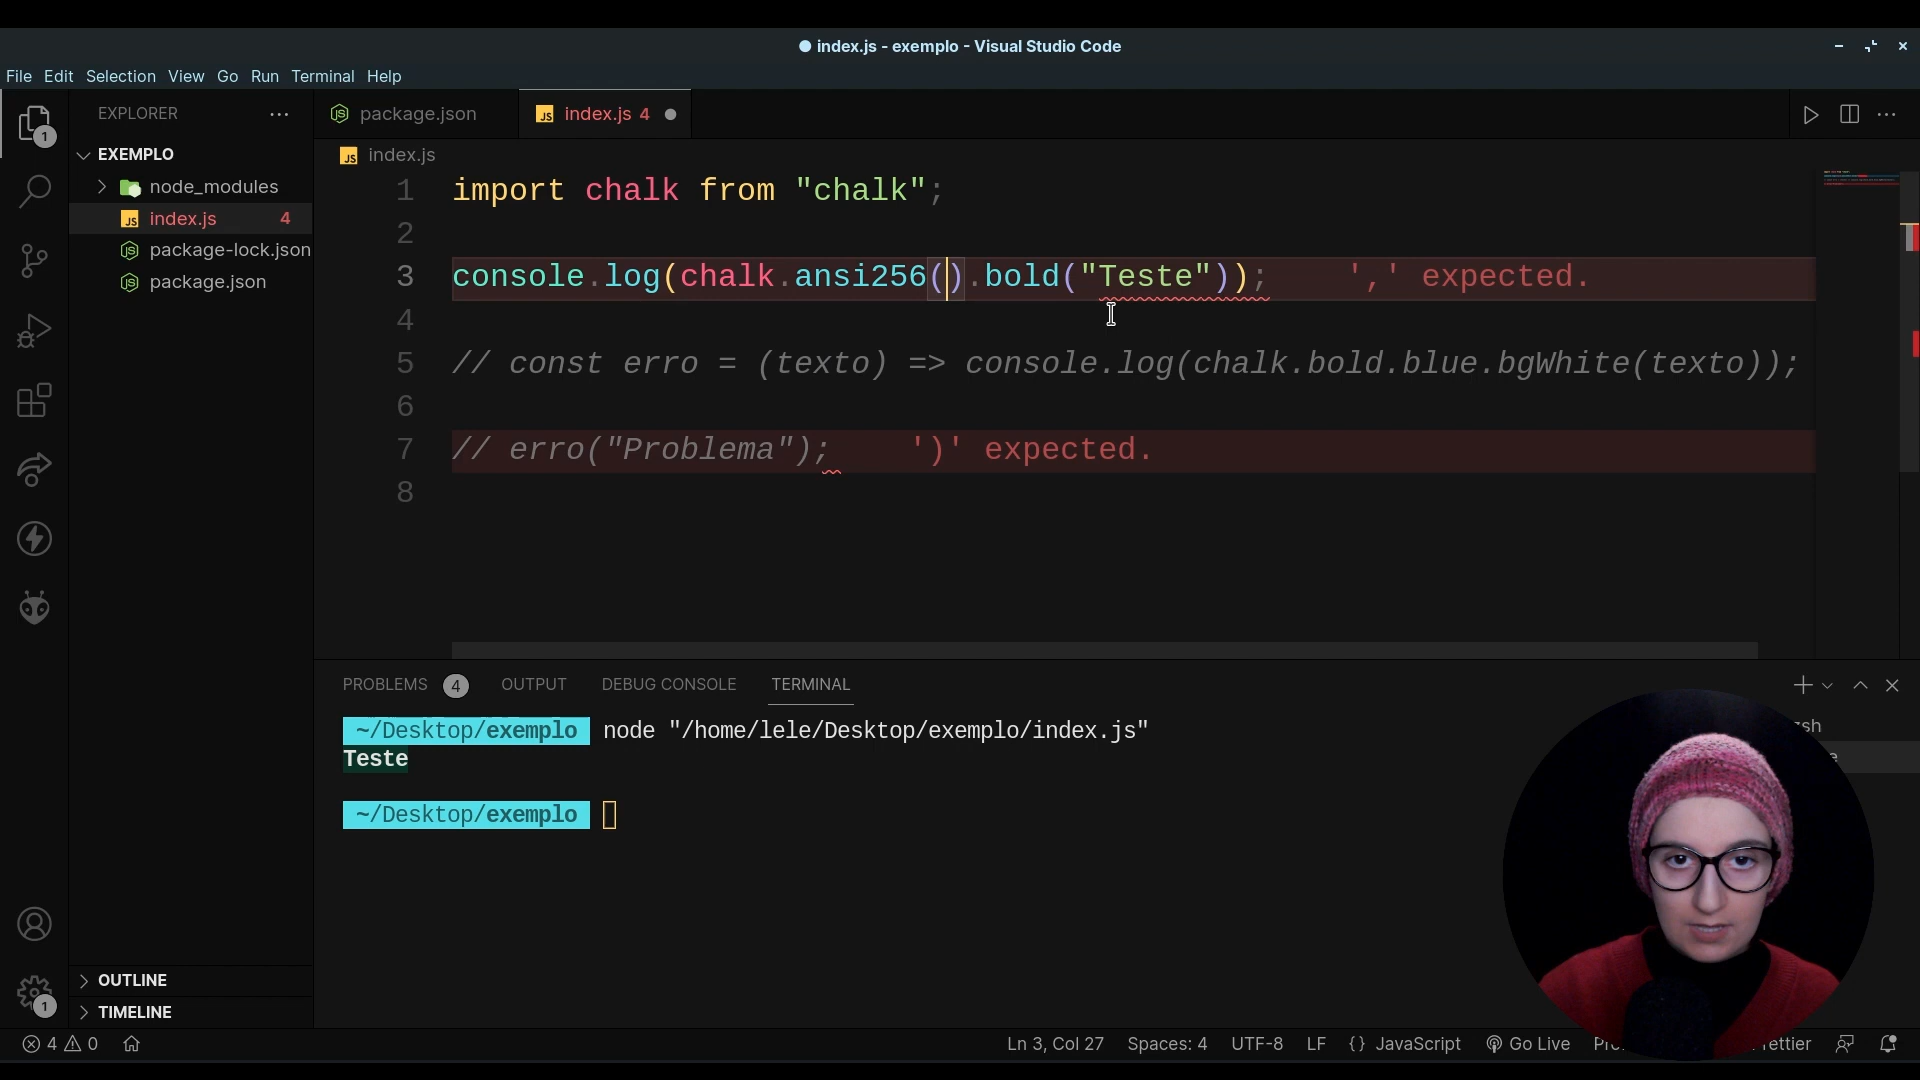 index.js - exemplo - Visual Studio Code
File Edit Selection View Go Run Terminal Help
EXPLORER
package.json
index.js 4
1
EXEMPLO
node_modules
index.js 4
package-lock.json
package.json
index.js
1 import chalk from "chalk";
2
3 console.log(chalk.ansi256().bold("Teste")); ',' expected.
4
5 // const erro = (texto) => console.log(chalk.bold.blue.bgWhite(texto));
6
7 // erro("Problema"); ')' expected.
8
PROBLEMS 4 OUTPUT DEBUG CONSOLE TERMINAL
~/Desktop/exemplo node "/home/lele/Desktop/exemplo/index.js"
Teste
~/Desktop/exemplo
1
OUTLINE
TIMELINE
4 0 Ln 3, Col 27 Spaces: 4 UTF-8 LF {} JavaScript Go Live